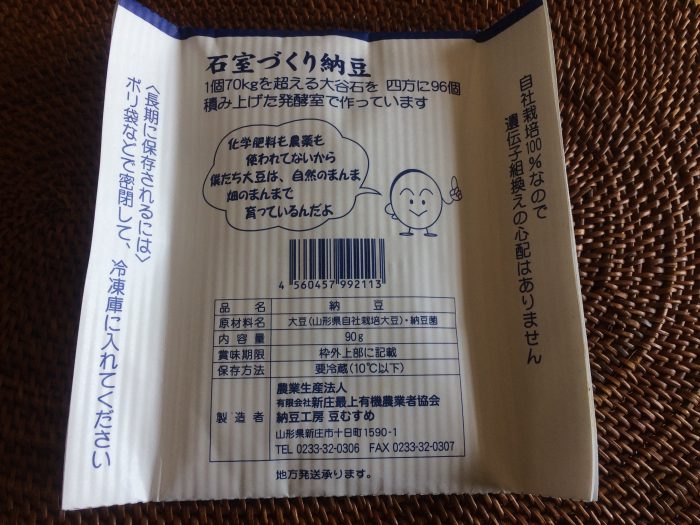 石室づくり納豆
1個70kgを超える大谷石を 四方に96個
積み上げた発酵室で作っています
化学肥料も農薬も
使われてないから
僕たち大豆は、自然のまんま
畑のまんまで
育っているんだよ
自社栽培100%なので
遺伝子組換えの心配はありません
〈長期に保存されるには〉
ポリ袋などで密閉して、冷凍庫に入れてください
4 560457 992113
品名 納豆
原材料名 大豆(山形県自社栽培大豆)・納豆菌
内容量 90g
賞味期限 枠外上部に記載
保存方法 要冷蔵(10℃以下)
製造者 農業生産法人
有限会社新庄最上有機農業者協会
納豆工房 豆むすめ
山形県新庄市十日町1590-1
TEL 0233-32-0306 FAX 0233-32-0307
地方発送承ります。